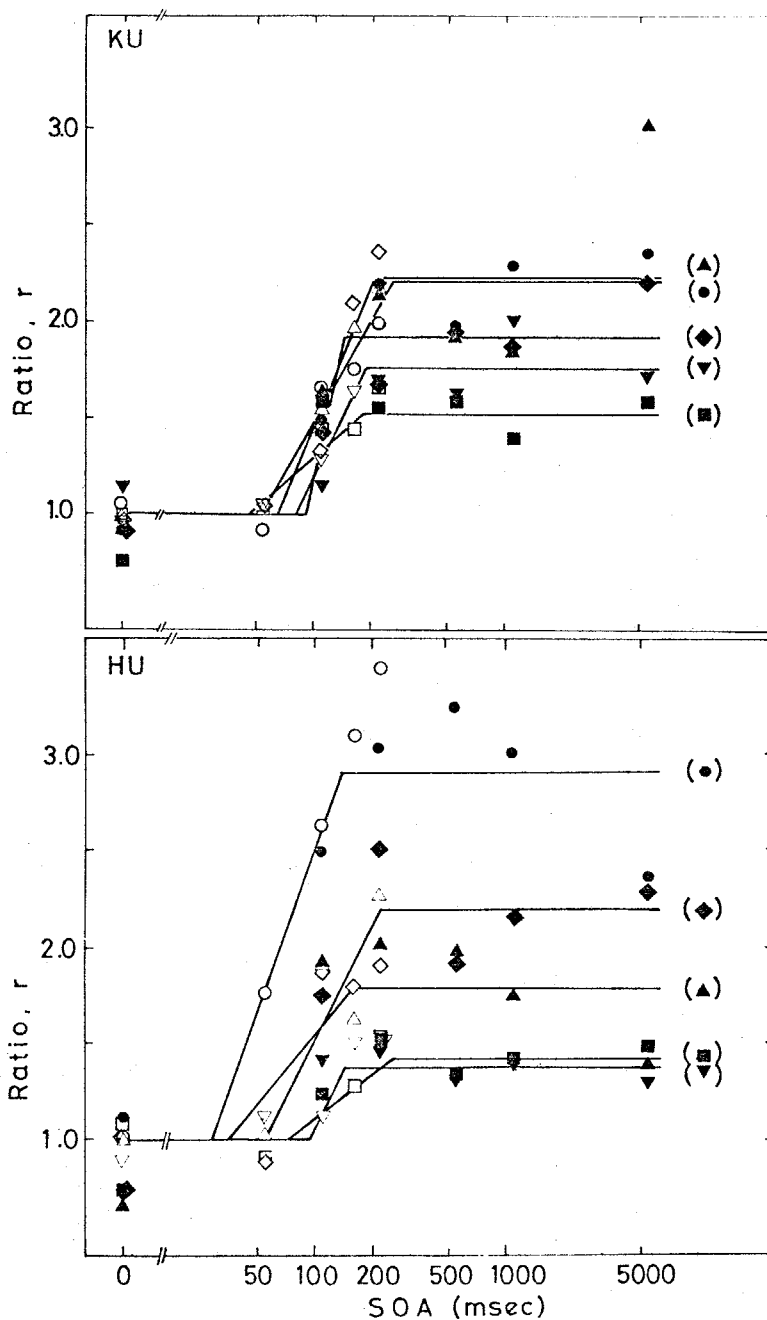 KU
3.0
2.0
1.0
Ratio, r
(▲)
(●)
(◆)
(▼)
(■)
HU
3.0
2.0
1.0
Ratio, r
(●)
(◆)
(▲)
(■)
(▼)
0 50 100 200 500 1000 5000
SOA (msec)